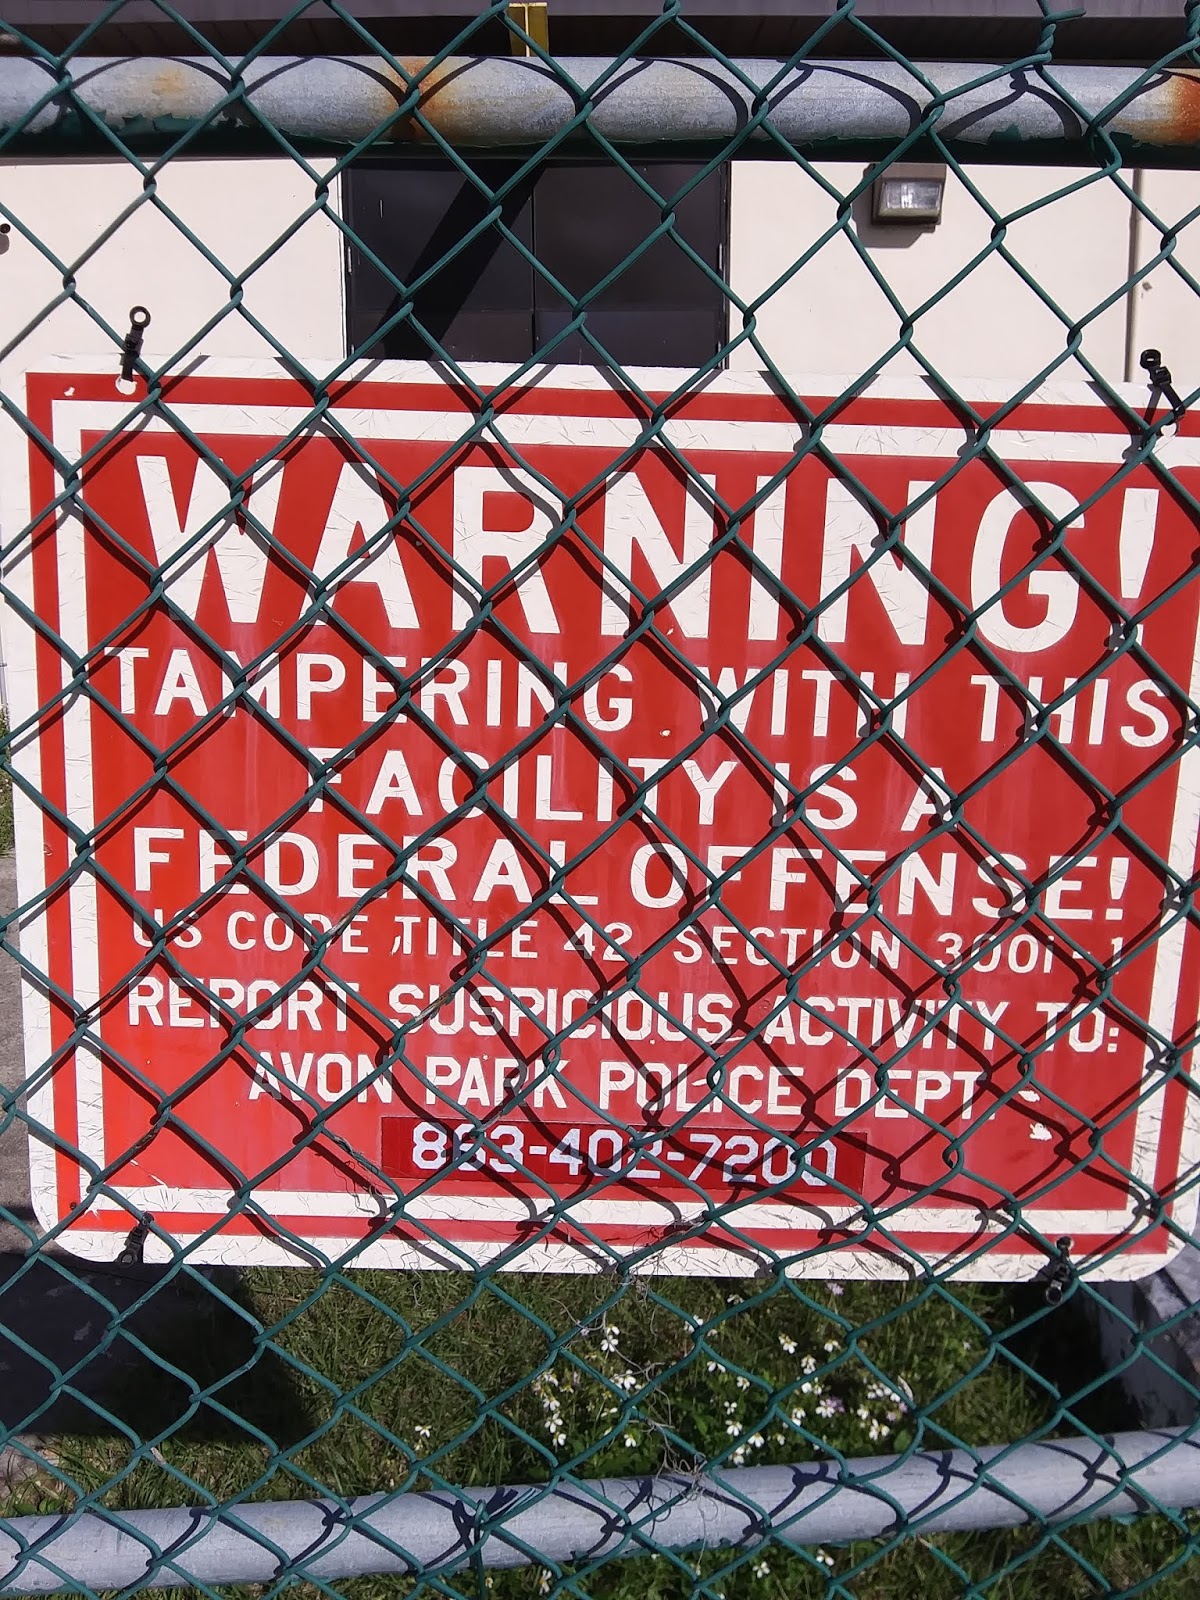 WARNING!
TAMPERING WITH THIS
FACILITY IS A
FEDERAL OFFENSE!
US CODE, TITLE 42, SECTION 300i-1
REPORT SUSPICIOUS ACTIVITY TO:
AVON PARK POLICE DEPT
863-402-7200